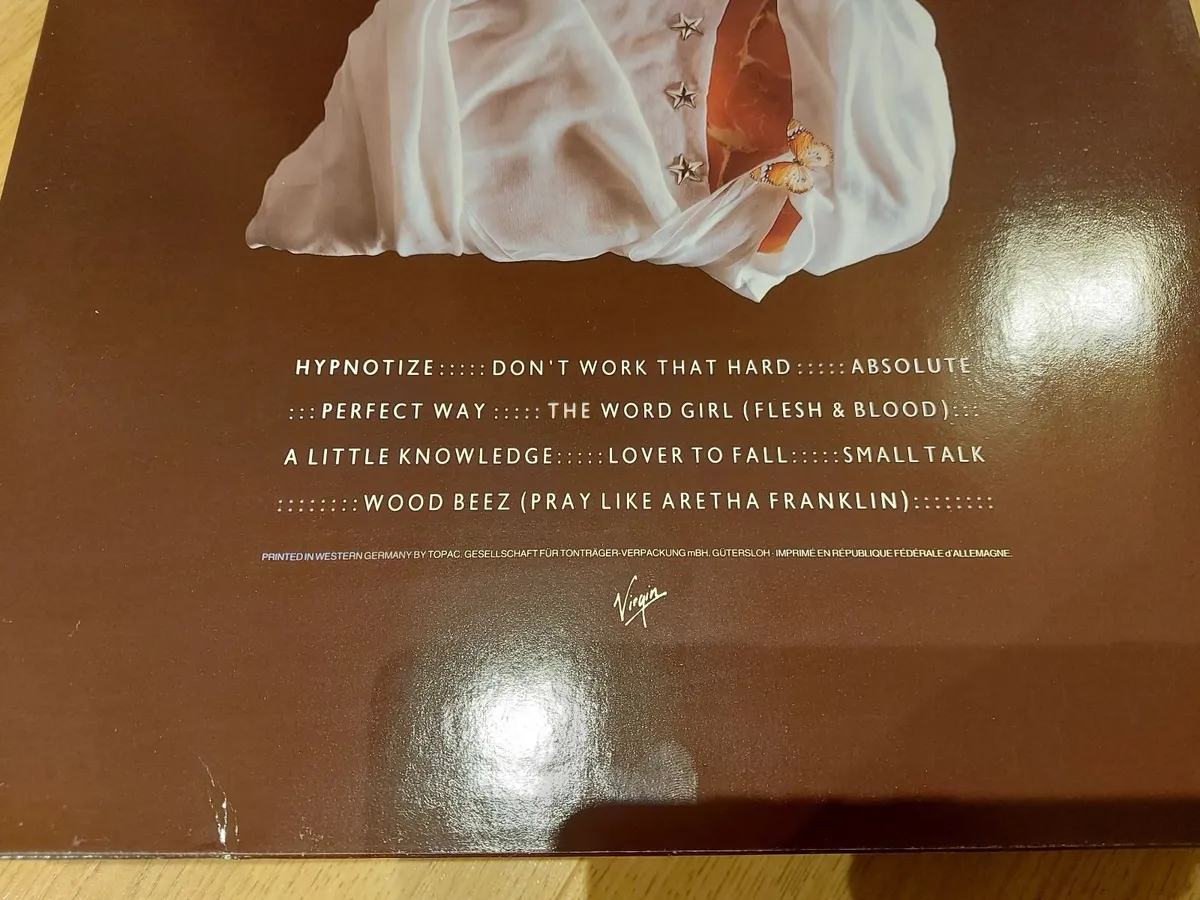 HYPNOTIZE:::::DON'T WORK THAT HARD:::::ABSOLUTE
:::PERFECT WAY:::::THE WORD GIRL (FLESH & BLOOD):::
A LITTLE KNOWLEDGE:::::LOVER TO FALL:::::SMALL TALK
::::::::WOOD BEEZ (PRAY LIKE ARETHA FRANKLIN)::::::::
PRINTED IN WESTERN GERMANY BY TOPAC. GESELLSCHAFT FÜR TONTRÄGER-VERPACKUNG mBH. GÜTERSLOH · IMPRIMÉ EN RÉPUBLIQUE FÉDÉRALE d'ALLEMAGNE.
Virgin